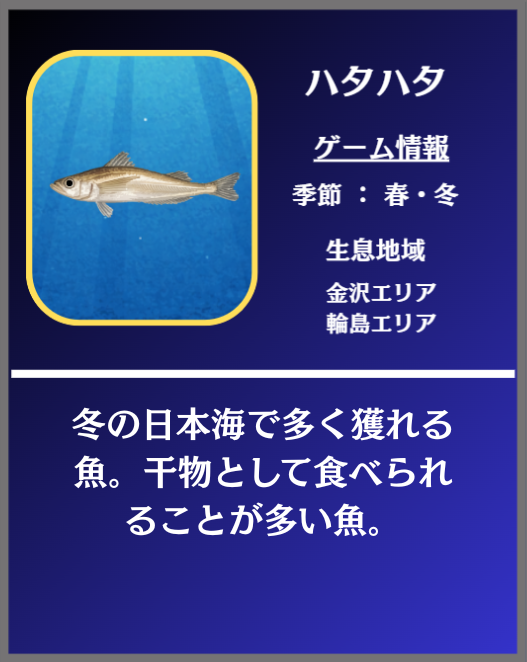 ハタハタ
ゲーム情報
季節 ： 春・冬
生息地域
金沢エリア
輪島エリア
冬の日本海で多く獲れる
魚。干物として食べられ
ることが多い魚。